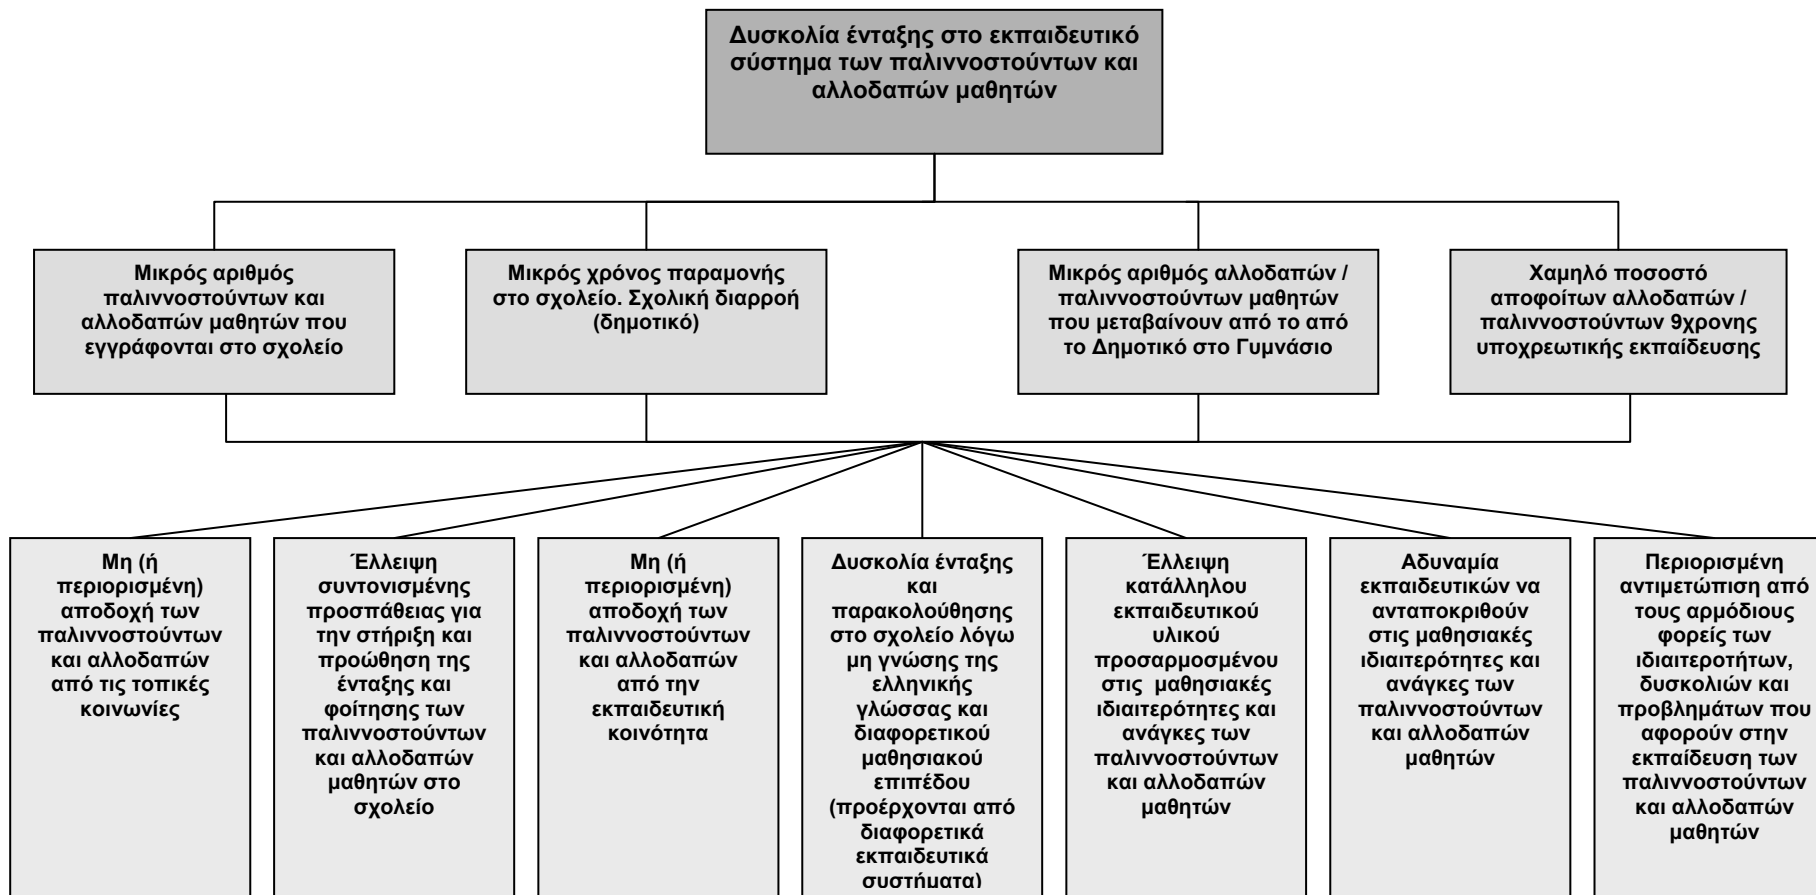 Δυσκολία ένταξης στο εκπαιδευτικό
σύστημα των παλιννοστούντων και
αλλοδαπών μαθητών
Μικρός αριθμός
παλιννοστούντων και
αλλοδαπών μαθητών που
εγγράφονται στο σχολείο
Μικρός χρόνος παραμονής
στο σχολείο. Σχολική διαρροή
(δημοτικό)
Μικρός αριθμός αλλοδαπών /
παλιννοστούντων μαθητών
που μεταβαίνουν από το από
το Δημοτικό στο Γυμνάσιο
Χαμηλό ποσοστό
αποφοίτων αλλοδαπών /
παλιννοστούντων 9χρονης
υποχρεωτικής εκπαίδευσης
Μη (ή
περιορισμένη)
αποδοχή των
παλιννοστούντων
και αλλοδαπών
από τις τοπικές
κοινωνίες
Έλλειψη
συντονισμένης
προσπάθειας για
την στήριξη και
προώθηση της
ένταξης και
φοίτησης των
παλιννοστούντων
και αλλοδαπών
μαθητών στο
σχολείο
Μη (ή
περιορισμένη)
αποδοχή των
παλιννοστούντων
και αλλοδαπών
από την
εκπαιδευτική
κοινότητα
Δυσκολία ένταξης
και
παρακολούθησης
στο σχολείο λόγω
μη γνώσης της
ελληνικής
γλώσσας και
διαφορετικού
μαθησιακού
επιπέδου
(προέρχονται από
διαφορετικά
εκπαιδευτικά
συστήματα)
Έλλειψη
κατάλληλου
εκπαιδευτικού
υλικού
προσαρμοσμένου
στις μαθησιακές
ιδιαιτερότητες και
ανάγκες των
παλιννοστούντων
και αλλοδαπών
μαθητών
Αδυναμία
εκπαιδευτικών να
ανταποκριθούν
στις μαθησιακές
ιδιαιτερότητες και
ανάγκες των
παλιννοστούντων
και αλλοδαπών
μαθητών
Περιορισμένη
αντιμετώπιση από
τους αρμόδιους
φορείς των
ιδιαιτεροτήτων,
δυσκολιών και
προβλημάτων που
αφορούν στην
εκπαίδευση των
παλιννοστούντων
και αλλοδαπών
μαθητών